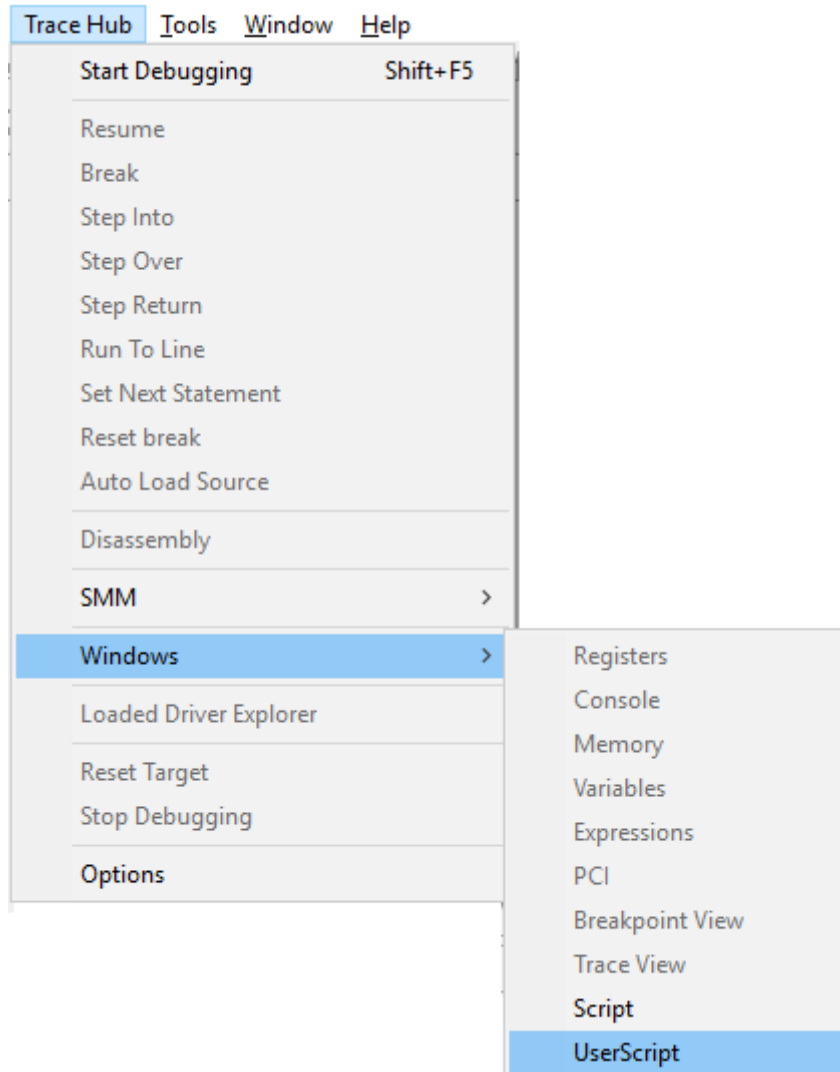 Trace Hub Tools Window Help
Start Debugging Shift+F5
Resume
Break
Step Into
Step Over
Step Return
Run To Line
Set Next Statement
Reset break
Auto Load Source
Disassembly
SMM
Windows
Loaded Driver Explorer
Reset Target
Stop Debugging
Options
Registers
Console
Memory
Variables
Expressions
PCI
Breakpoint View
Trace View
Script
UserScript